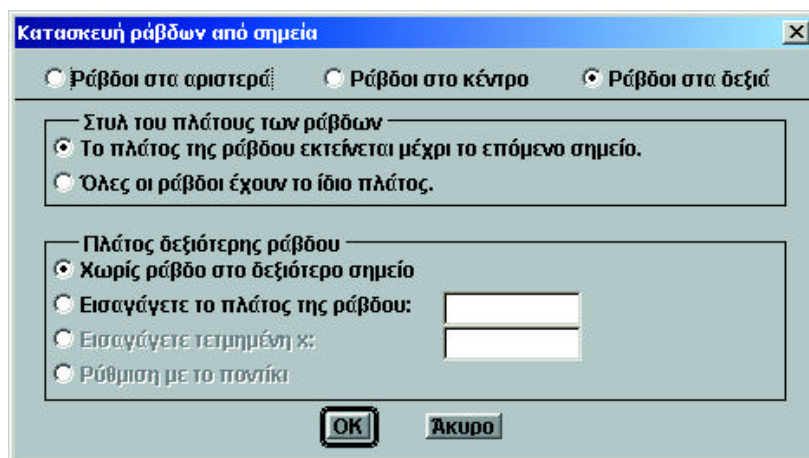 Κατασκευή ράβδων από σημεία
Ράβδοι στα αριστερά Ράβδοι στο κέντρο Ράβδοι στα δεξιά
Στυλ του πλάτους των ράβδων
Το πλάτος της ράβδου εκτείνεται μέχρι το επόμενο σημείο.
Όλες οι ράβδοι έχουν το ίδιο πλάτος.
Πλάτος δεξιότερης ράβδου
Χωρίς ράβδο στο δεξιότερο σημείο
Εισαγάγετε το πλάτος της ράβδου:
Εισαγάγετε τετμημένη x:
Ρύθμιση με το ποντίκι
OK Άκυρο